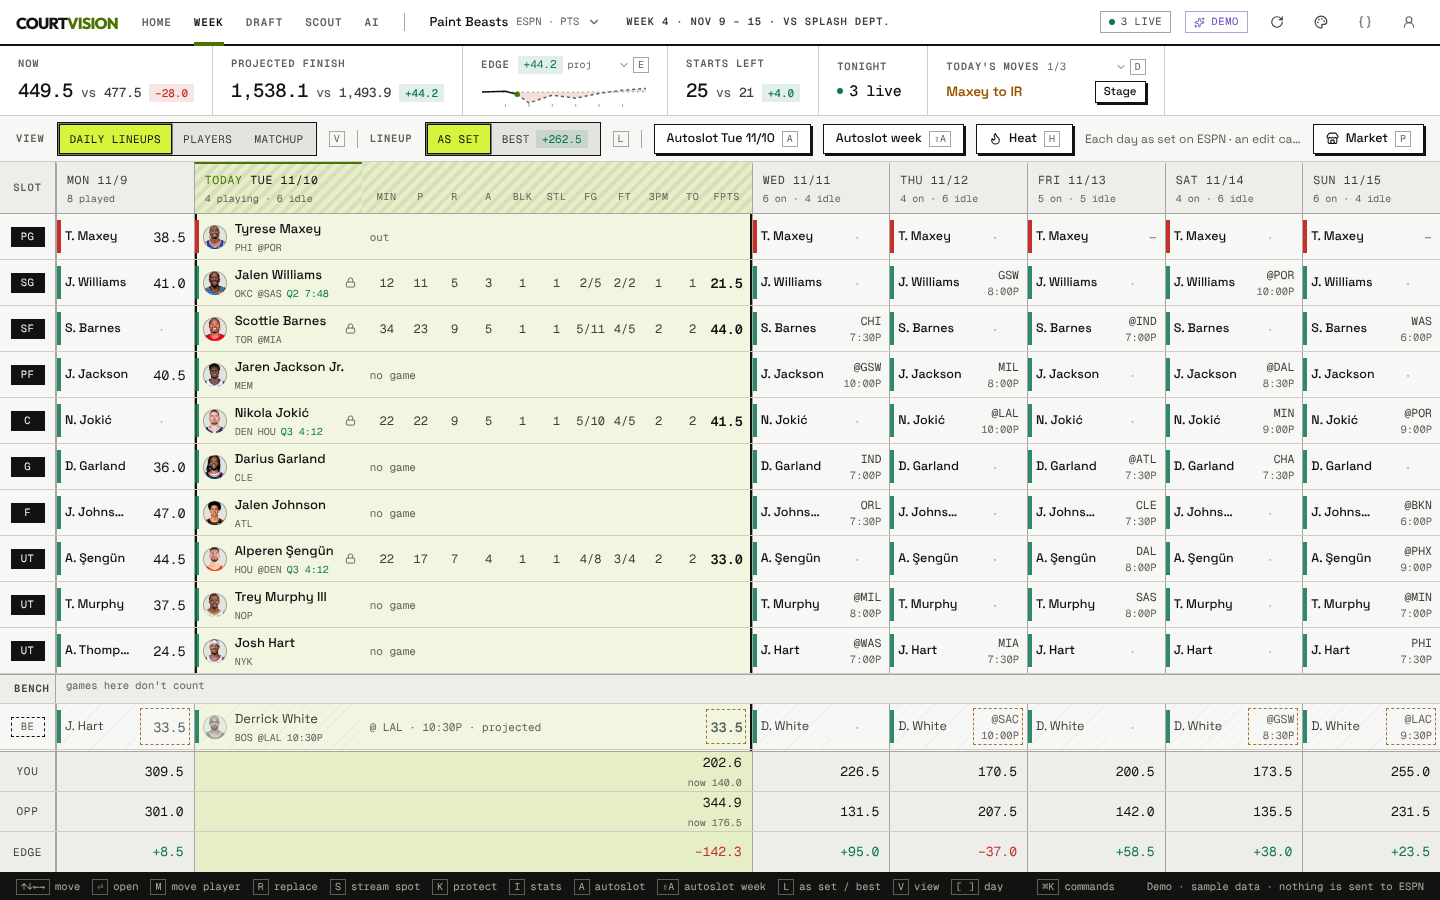 COURTVISION HOME WEEK DRAFT SCOUT AI Paint Beasts ESPN · PTS WEEK 4 · NOV 9 – 15 · VS SPLASH DEPT. 3 LIVE DEMO { }
NOW PROJECTED FINISH EDGE +44.2 proj E STARTS LEFT TONIGHT TODAY'S MOVES 1/3 D
449.5 vs 477.5 −28.0 1,538.1 vs 1,493.9 +44.2 25 vs 21 +4.0 3 live Maxey to IR Stage
VIEW DAILY LINEUPS PLAYERS MATCHUP V LINEUP AS SET BEST +262.5 L Autoslot Tue 11/10 A Autoslot week ⇧A Heat H Each day as set on ESPN · an edit ca… Market P
SLOT MON 11/9 TODAY TUE 11/10 MIN P R A BLK STL FG FT 3PM TO FPTS WED 11/11 THU 11/12 FRI 11/13 SAT 11/14 SUN 11/15
8 played 4 playing · 6 idle 6 on · 4 idle 4 on · 6 idle 5 on · 5 idle 4 on · 6 idle 6 on · 4 idle
PG T. Maxey 38.5 Tyrese Maxey PHI @POR out T. Maxey · T. Maxey · T. Maxey – T. Maxey · T. Maxey –
SG J. Williams 41.0 Jalen Williams OKC @SAS Q2 7:48 12 11 5 3 1 1 2/5 2/2 1 1 21.5 J. Williams · J. Williams GSW 8:00P J. Williams · J. Williams @POR 10:00P J. Williams ·
SF S. Barnes · Scottie Barnes TOR @MIA 34 23 9 5 1 1 5/11 4/5 2 2 44.0 S. Barnes CHI 7:30P S. Barnes · S. Barnes @IND 7:00P S. Barnes · S. Barnes WAS 6:00P
PF J. Jackson 40.5 Jaren Jackson Jr. MEM no game J. Jackson @GSW 10:00P J. Jackson MIL 8:00P J. Jackson · J. Jackson @DAL 8:30P J. Jackson ·
C N. Jokić · Nikola Jokić DEN HOU Q3 4:12 22 22 9 5 1 1 5/10 4/5 2 2 41.5 N. Jokić · N. Jokić @LAL 10:00P N. Jokić · N. Jokić MIN 9:00P N. Jokić @POR 9:00P
G D. Garland 36.0 Darius Garland CLE no game D. Garland IND 7:00P D. Garland · D. Garland @ATL 7:30P D. Garland CHA 7:30P D. Garland ·
F J. Johns… 47.0 Jalen Johnson ATL no game J. Johns… ORL 7:30P J. Johns… · J. Johns… CLE 7:30P J. Johns… · J. Johns… @BKN 6:00P
UT A. Şengün 44.5 Alperen Şengün HOU @DEN Q3 4:12 22 17 7 4 1 1 4/8 3/4 2 2 33.0 A. Şengün · A. Şengün · A. Şengün DAL 8:00P A. Şengün · A. Şengün @PHX 9:00P
UT T. Murphy 37.5 Trey Murphy III NOP no game T. Murphy @MIL 8:00P T. Murphy · T. Murphy SAS 8:00P T. Murphy · T. Murphy @MIN 7:00P
UT A. Thomp… 24.5 Josh Hart NYK no game J. Hart @WAS 7:00P J. Hart MIA 7:30P J. Hart · J. Hart · J. Hart PHI 7:30P
BENCH games here don't count
BE J. Hart 33.5 Derrick White BOS @LAL 10:30P @ LAL · 10:30P · projected 33.5 D. White · D. White @SAC 10:00P D. White · D. White @GSW 8:30P D. White @LAC 9:30P
YOU 309.5 202.6 now 140.0 226.5 170.5 200.5 173.5 255.0
OPP 301.0 344.9 now 176.5 131.5 207.5 142.0 135.5 231.5
EDGE +8.5 −142.3 +95.0 −37.0 +58.5 +38.0 +23.5
↑↓←→ move ⏎ open M move player R replace S stream spot K protect I stats A autoslot ⇧A autoslot week L as set / best V view [ ] day ⌘K commands Demo · sample data · nothing is sent to ESPN